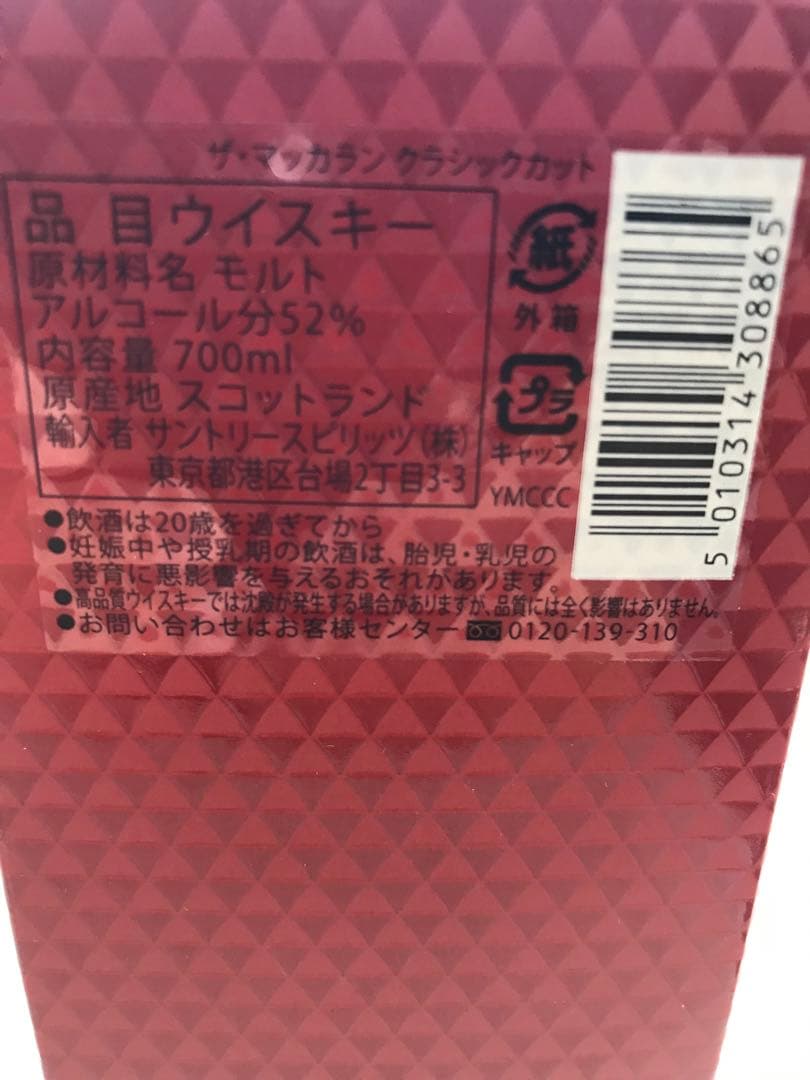 ザ・マッカラン クラシックカット
品 目 ウイスキー
原材料名 モルト
アルコール分52%
内容量 700ml
原産地 スコットランド
輸入者 サントリースピリッツ(株)
東京都港区台場2丁目3-3
紙
外箱
プラ
キャップ
YMCCC
5 010314 308865
●飲酒は20歳を過ぎてから
●妊娠中や授乳期の飲酒は、胎児・乳児の
発育に悪影響を与えるおそれがあります。
●高品質ウイスキーでは沈殿が発生する場合がありますが、品質には全く影響はありません。
●お問い合わせはお客様センター 0120-139-310